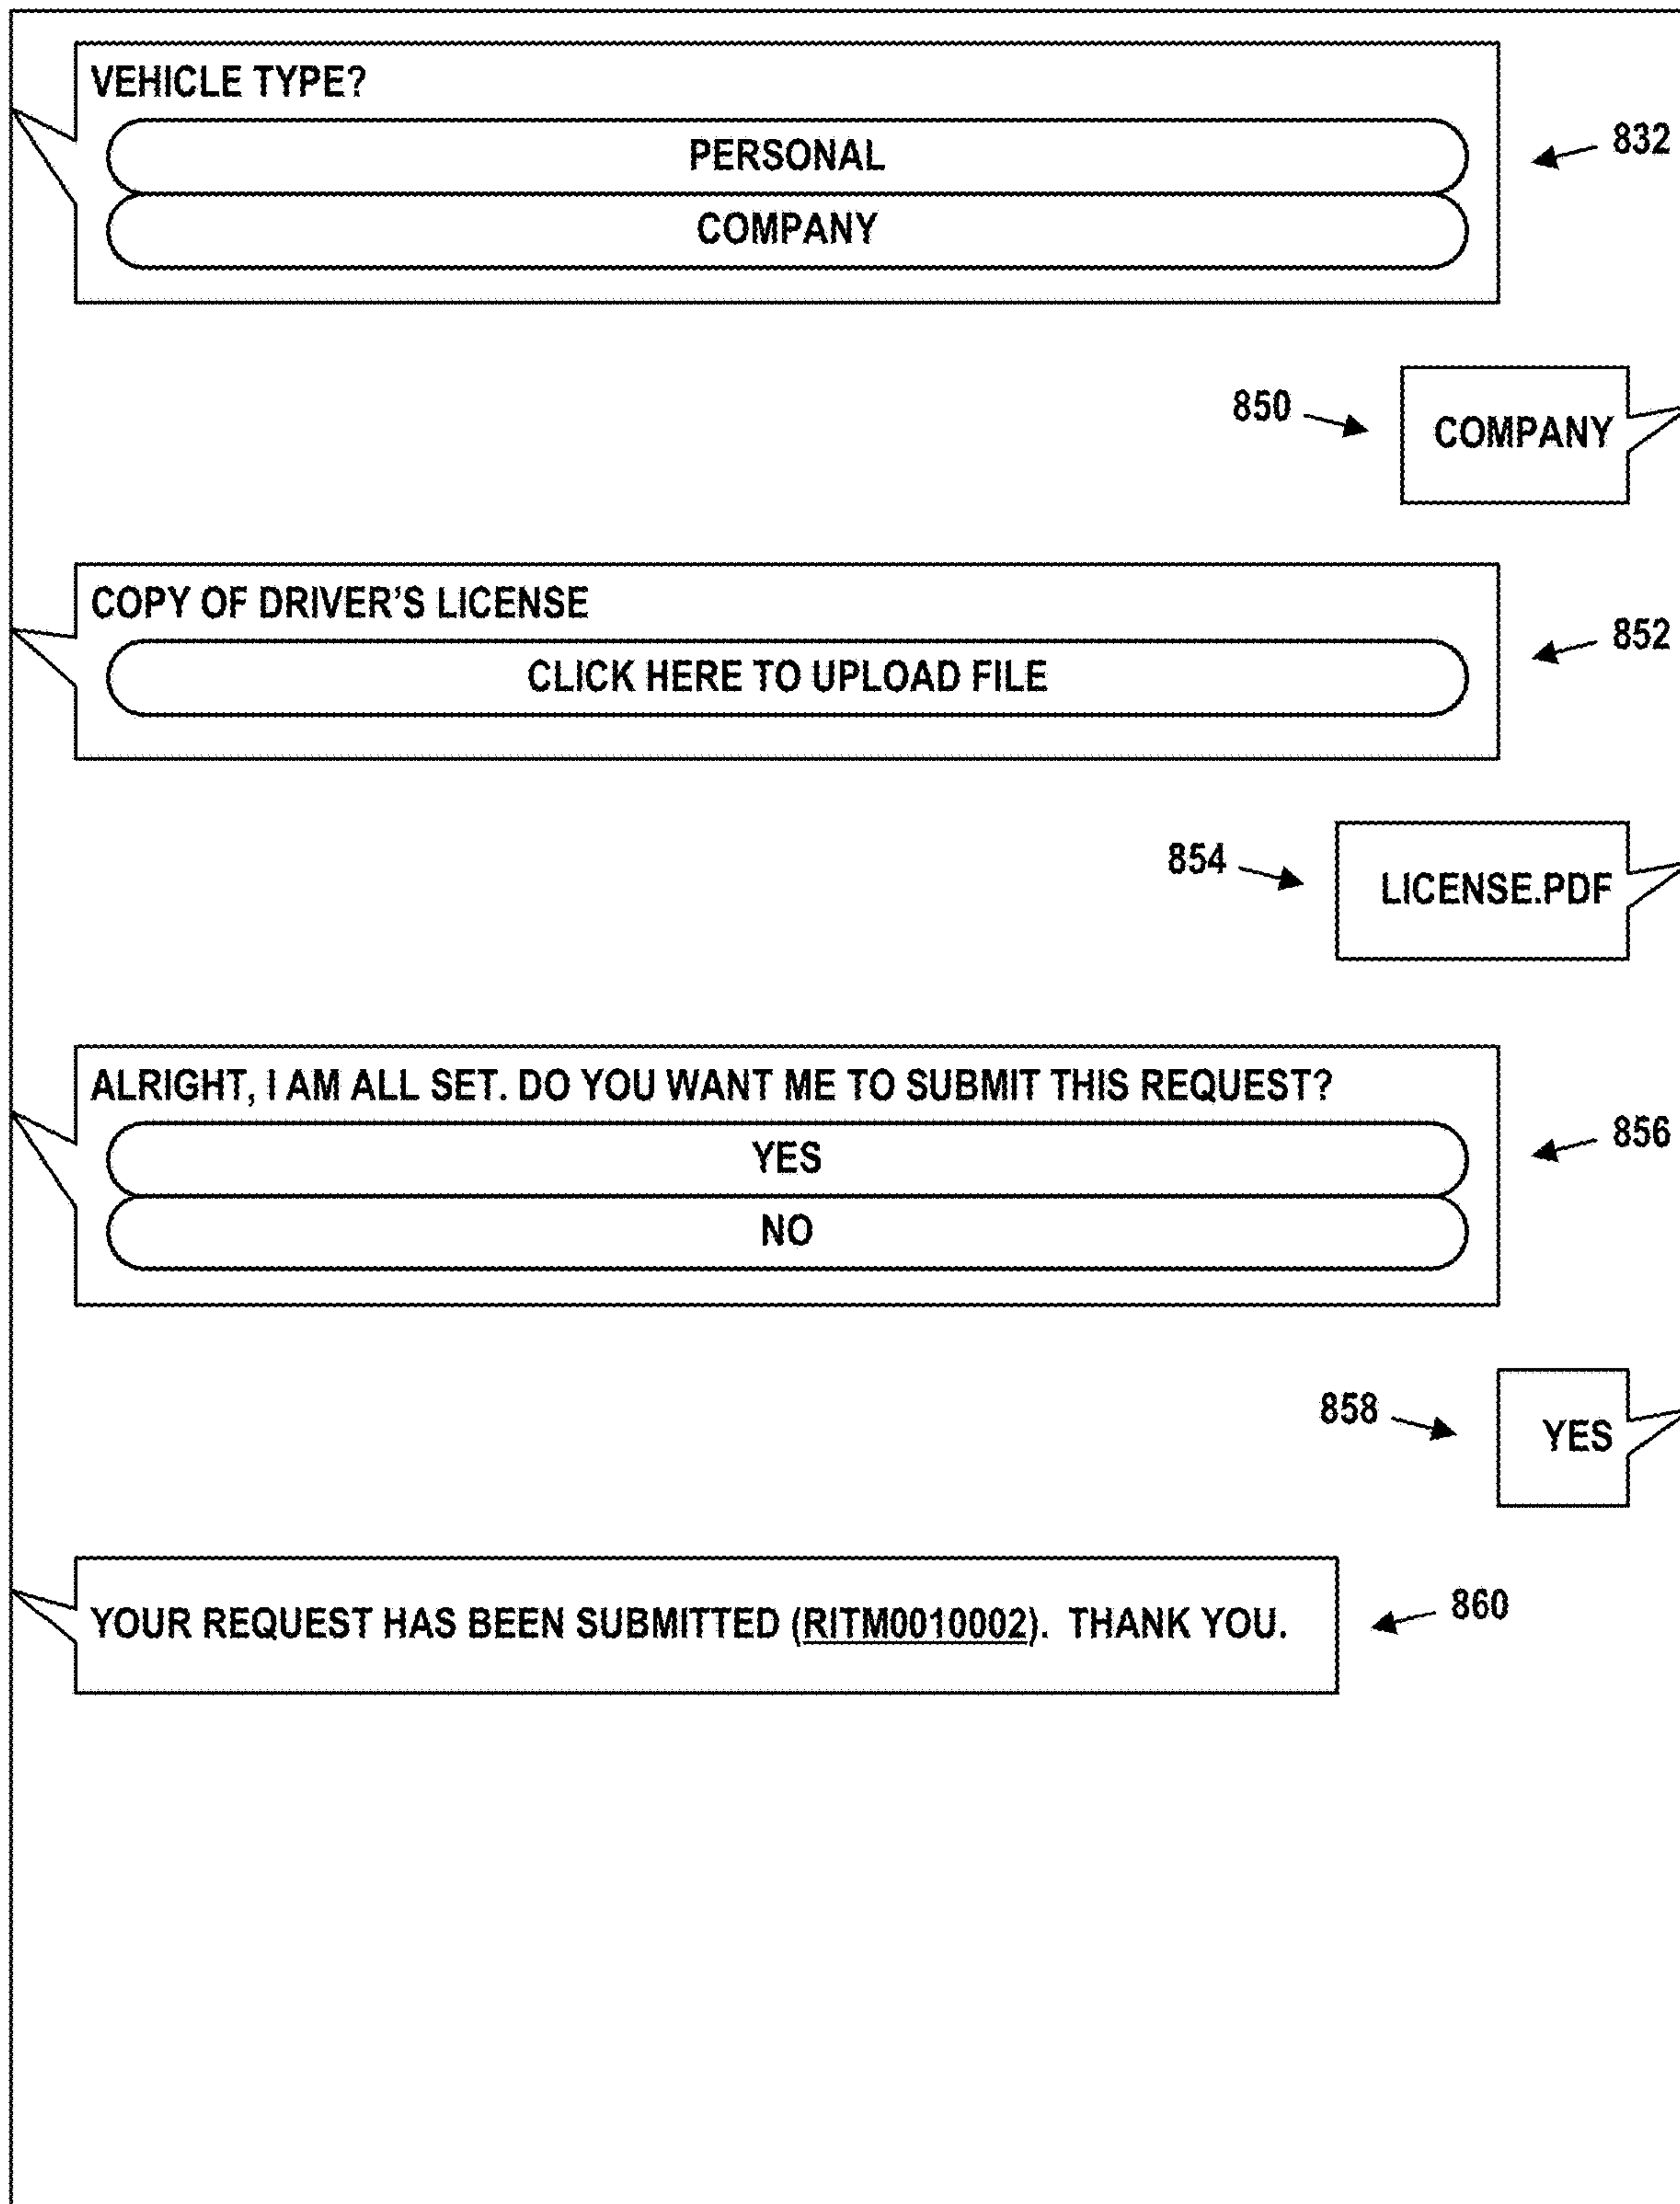 VEHICLE TYPE?
PERSONAL
832
COMPANY
850
COMPANY
COPY OF DRIVER’S LICENSE
852
CLICK HERE TO UPLOAD FILE
854
LICENSE.PDF
ALRIGHT, I AM ALL SET. DO YOU WANT ME TO SUBMIT THIS REQUEST?
856
YES
NO
858
YES
YOUR REQUEST HAS BEEN SUBMITTED (RITM0010002).  THANK YOU.
860